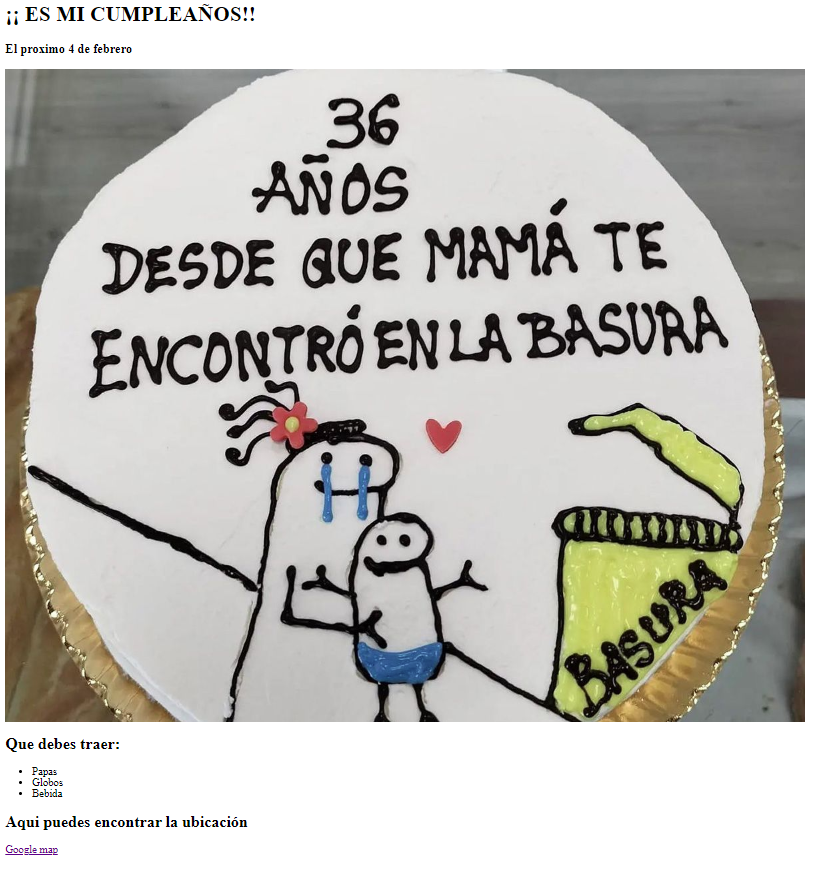 ¡¡ ES MI CUMPLEAÑOS!!
El proximo 4 de febrero
36
AÑOS
DESDE QUE MAMÁ TE
ENCONTRÓ EN LA BASURA
BASURA
Que debes traer:
Papas
Globos
Bebida
Aqui puedes encontrar la ubicación
Google map